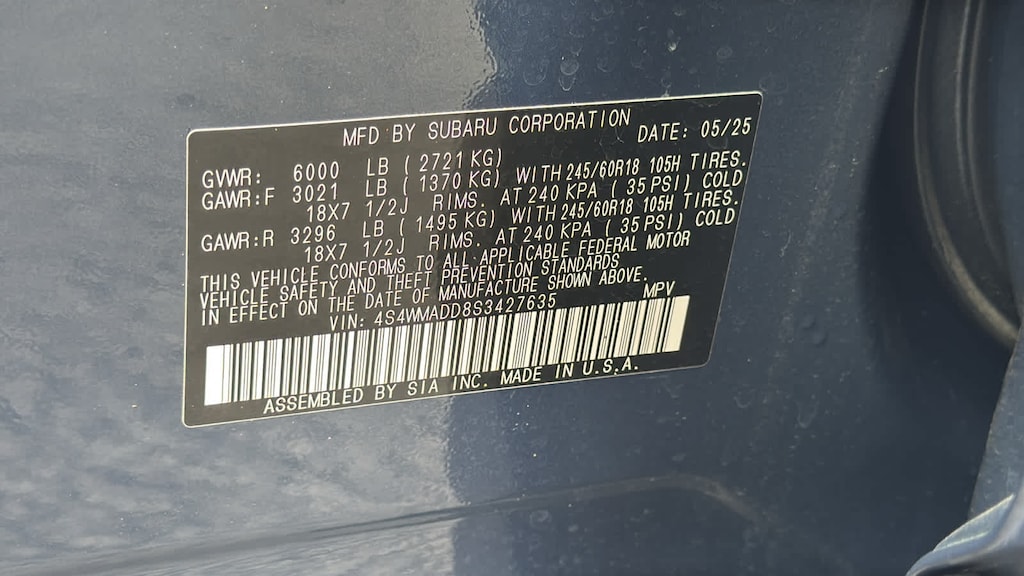 MFD BY SUBARU CORPORATION DATE: 05/25
GVWR: 6000 LB ( 2721 KG)
GAWR:F 3021 LB ( 1370 KG) WITH 245/60R18 105H TIRES.
18X7 1/2J RIMS. AT 240 KPA ( 35 PSI) COLD
GAWR:R 3296 LB ( 1495 KG) WITH 245/60R18 105H TIRES.
18X7 1/2J RIMS. AT 240 KPA ( 35 PSI) COLD
THIS VEHICLE CONFORMS TO ALL APPLICABLE FEDERAL MOTOR
VEHICLE SAFETY AND THEFT PREVENTION STANDARDS
IN EFFECT ON THE DATE OF MANUFACTURE SHOWN ABOVE.
VIN: 4S4WMADD8S3427635 MPV
ASSEMBLED BY SIA INC. MADE IN U.S.A.